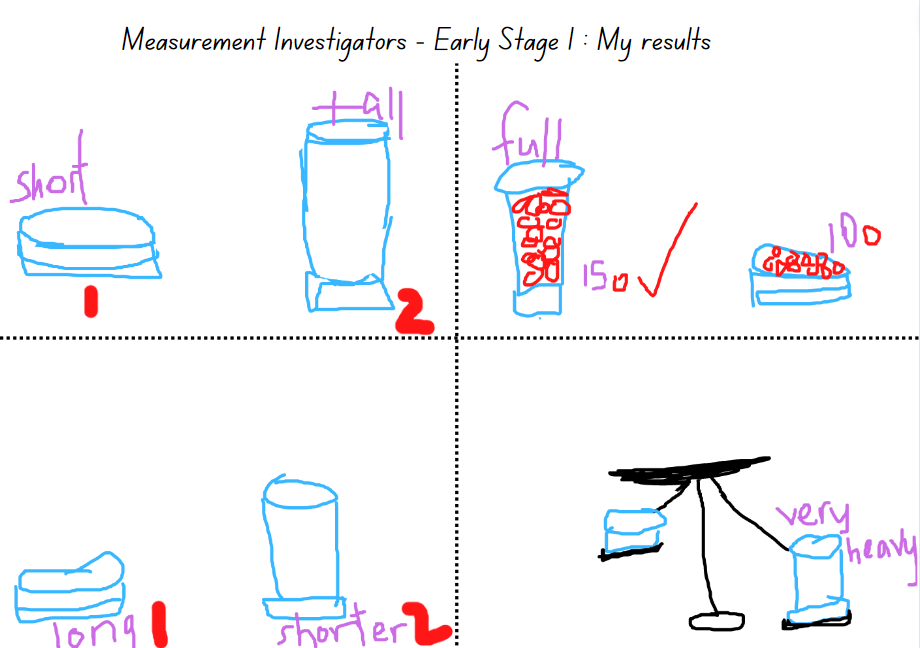 Measurement Investigators - Early Stage 1 : My results
tall
short
1
2
full
150
100
long 1
shorter 2
very
heavy